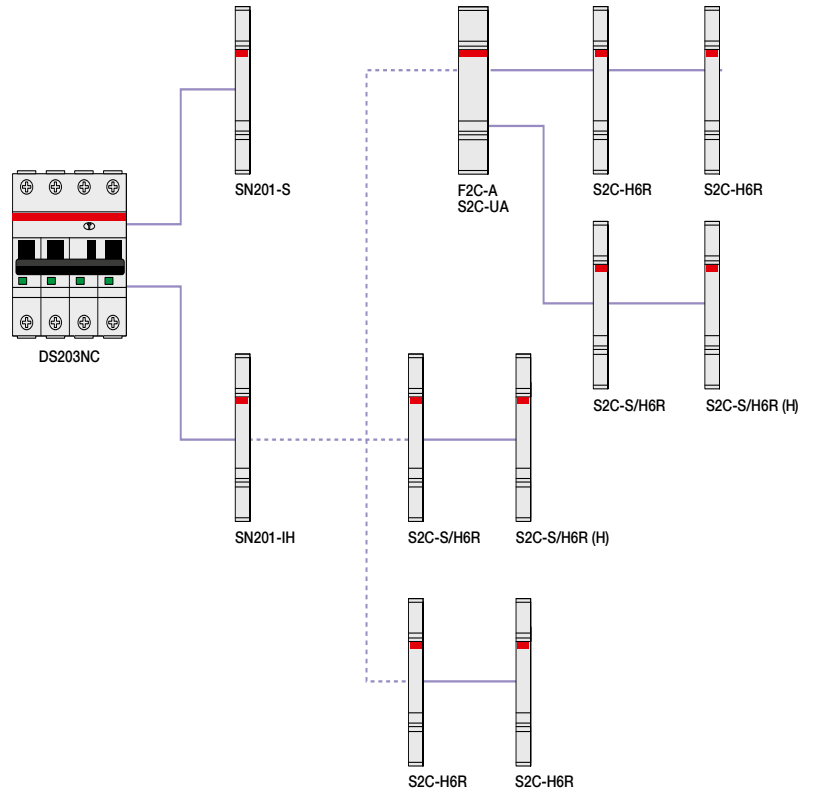 SN201-S
F2C-A
S2C-UA
S2C-H6R
S2C-H6R
DS203NC
S2C-S/H6R
S2C-S/H6R (H)
SN201-IH
S2C-S/H6R
S2C-S/H6R (H)
S2C-H6R
S2C-H6R